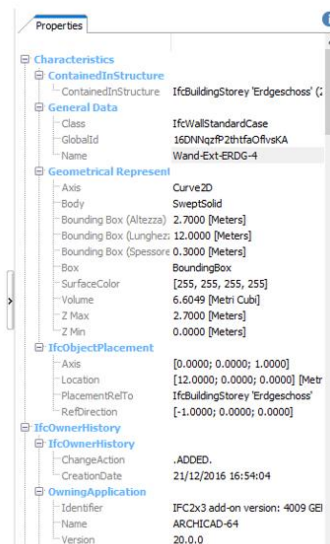 Properties
Characteristics
ContainedInStructure
ContainedInStructure IfcBuildingStorey 'Erdgeschoss' (2
General Data
Class IfcWallStandardCase
GlobalId 16DNNqzfP2thtfaOflvsKA
Name Wand-Ext-ERDG-4
Geometrical Represent
Axis Curve2D
Body SweptSolid
Bounding Box (Altezza) 2.7000 [Meters]
Bounding Box (Lunghez: 12.0000 [Meters]
Bounding Box (Spessore 0.3000 [Meters]
Box BoundingBox
SurfaceColor [255, 255, 255, 255]
Volume 6.6049 [Metri Cubi]
Z Max 2.7000 [Meters]
Z Min 0.0000 [Meters]
IfcObjectPlacement
Axis [0.0000; 0.0000; 1.0000]
Location [12.0000; 0.0000; 0.0000] [Metr
PlacementRelTo IfcBuildingStorey 'Erdgeschoss'
RefDirection [-1.0000; 0.0000; 0.0000]
IfcOwnerHistory
IfcOwnerHistory
ChangeAction .ADDED.
CreationDate 21/12/2016 16:54:04
OwningApplication
Identifier IFC2x3 add-on version: 4009 GEI
Name ARCHICAD-64
Version 20.0.0